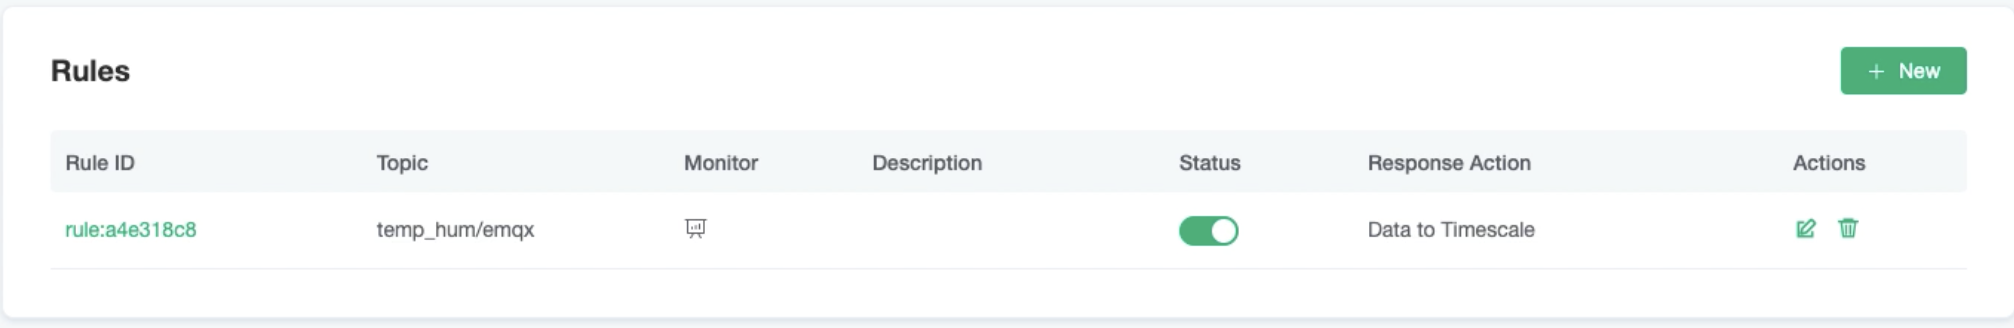 Rules
+ New
Rule ID Topic Monitor Description Status Response Action Actions
rule:a4e318c8 temp_hum/emqx Data to Timescale